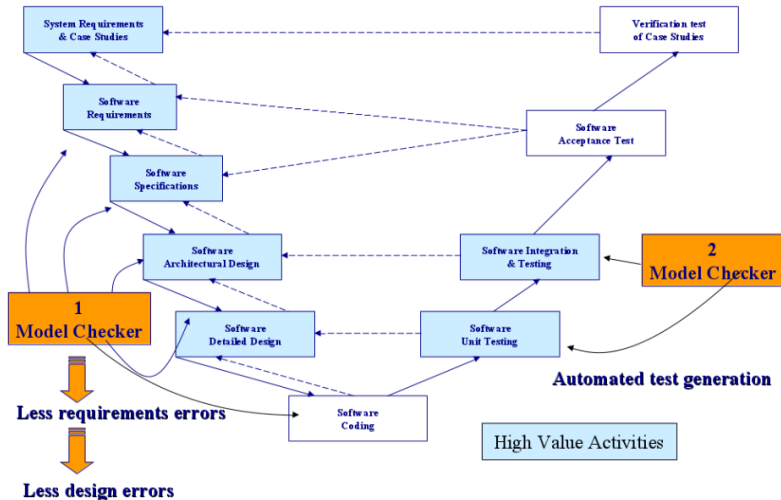 System Requirements
& Case Studies
Verification test
of Case Studies
Software
Requirements
Software
Acceptance Test
Software
Specifications
Software
Architectural Design
Software Integration
& Testing
2
Model Checker
1
Model Checker
Software
Detailed Design
Software
Unit Testing
Automated test generation
Less requirements errors
Software
Coding
High Value Activities
Less design errors